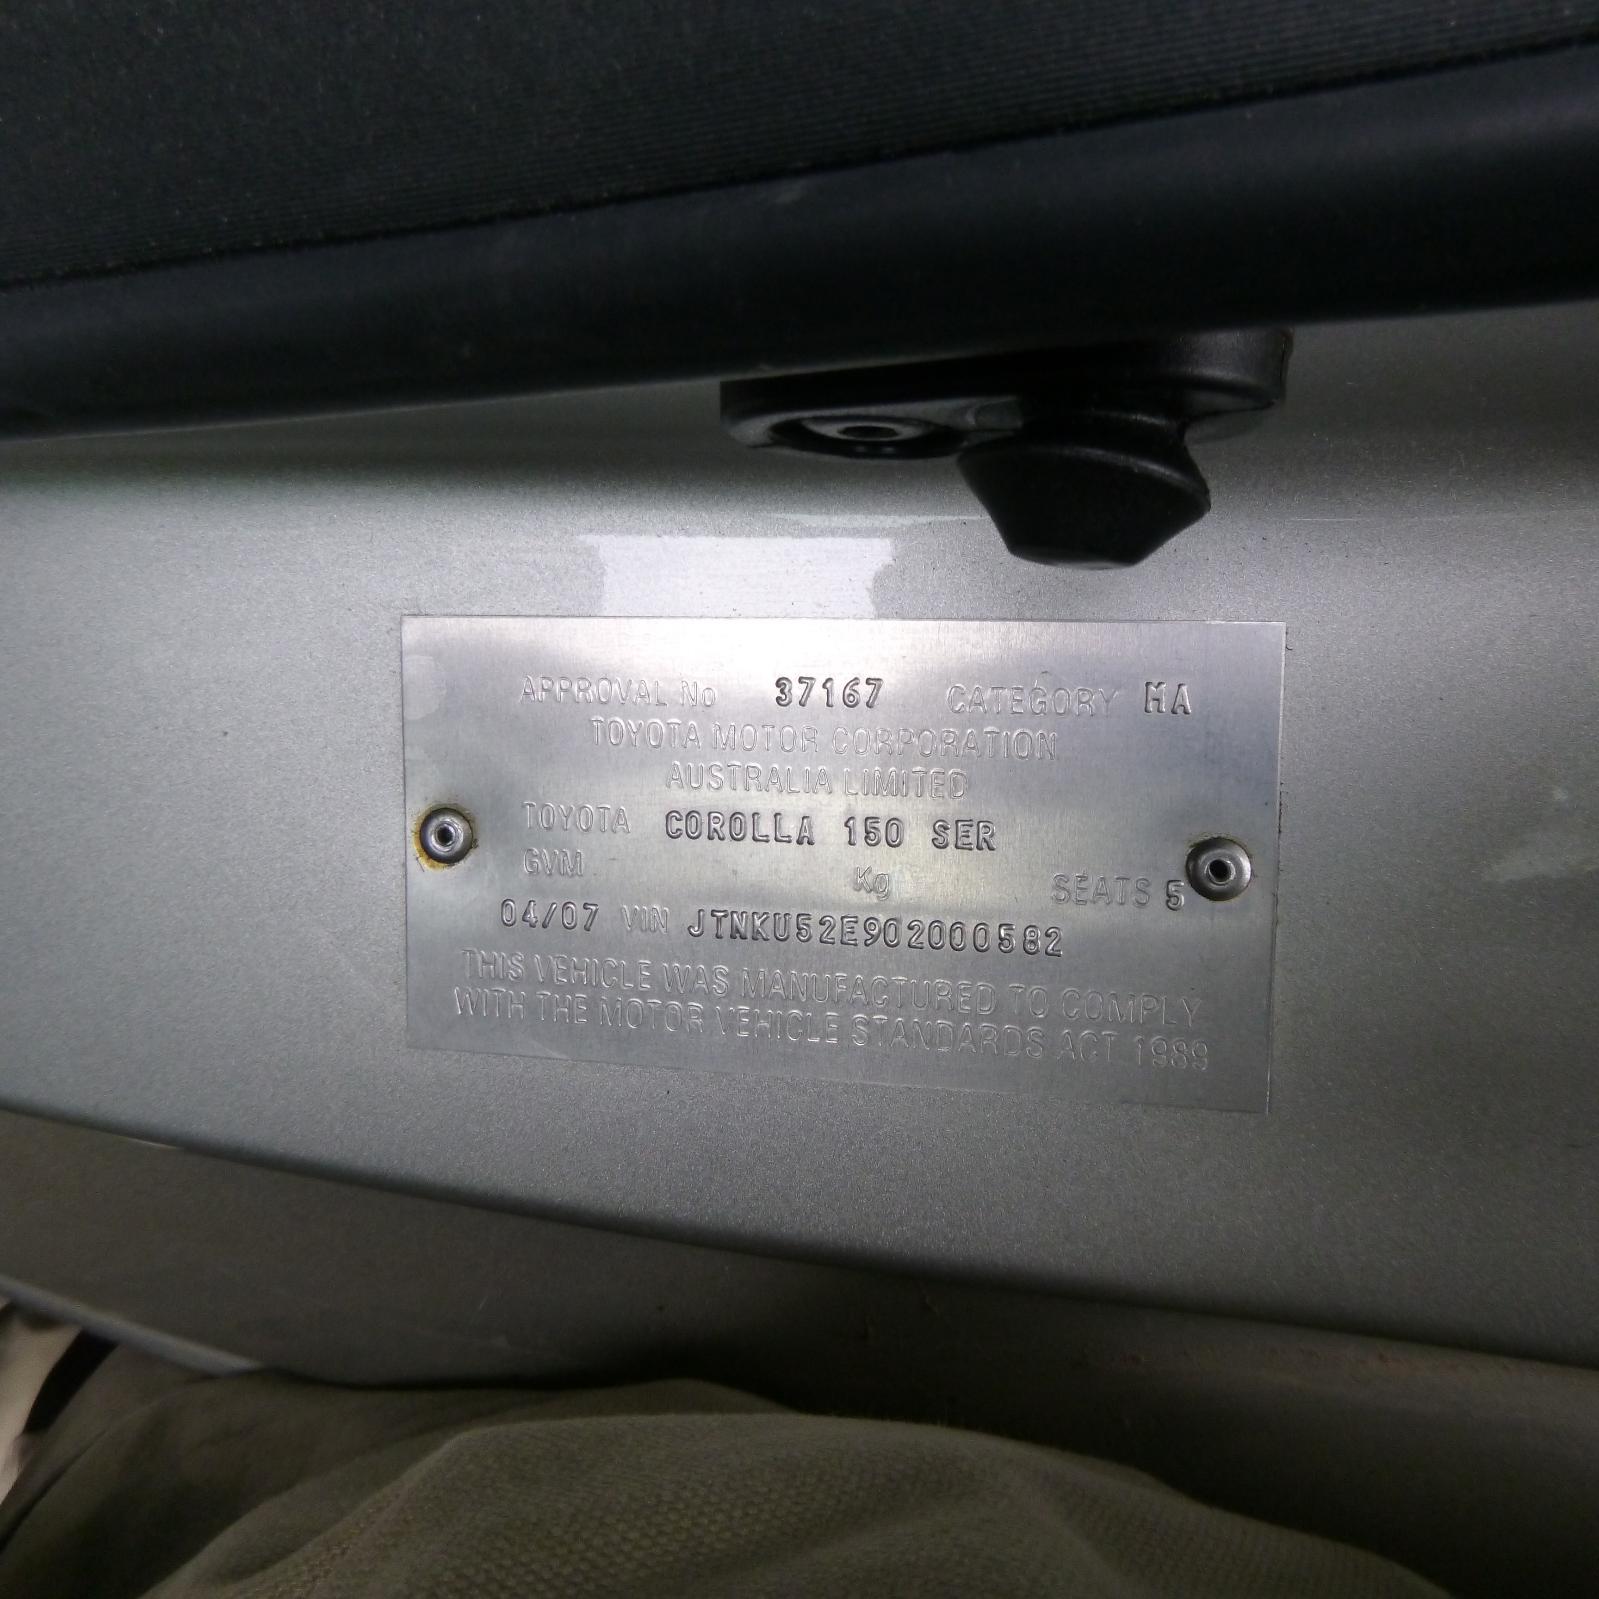 APPROVAL No 37167 CATEGORY MA
TOYOTA MOTOR CORPORATION
AUSTRALIA LIMITED
TOYOTA COROLLA 150 SER
GVM Kg SEATS 5
04/07 VIN JTNKU52E902000582
THIS VEHICLE WAS MANUFACTURED TO COMPLY
WITH THE MOTOR VEHICLE STANDARDS ACT 1989